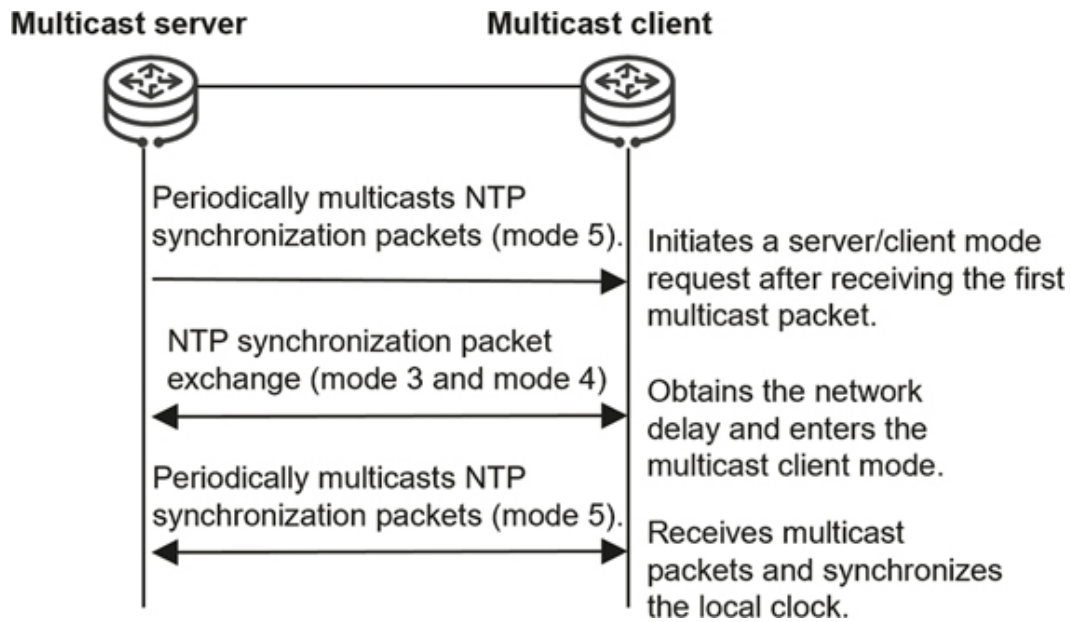 Multicast server
Multicast client
Periodically multicasts NTP
synchronization packets (mode 5).
Initiates a server/client mode
request after receiving the first
multicast packet.
NTP synchronization packet
exchange (mode 3 and mode 4)
Obtains the network
delay and enters the
multicast client mode.
Periodically multicasts NTP
synchronization packets (mode 5).
Receives multicast
packets and synchronizes
the local clock.